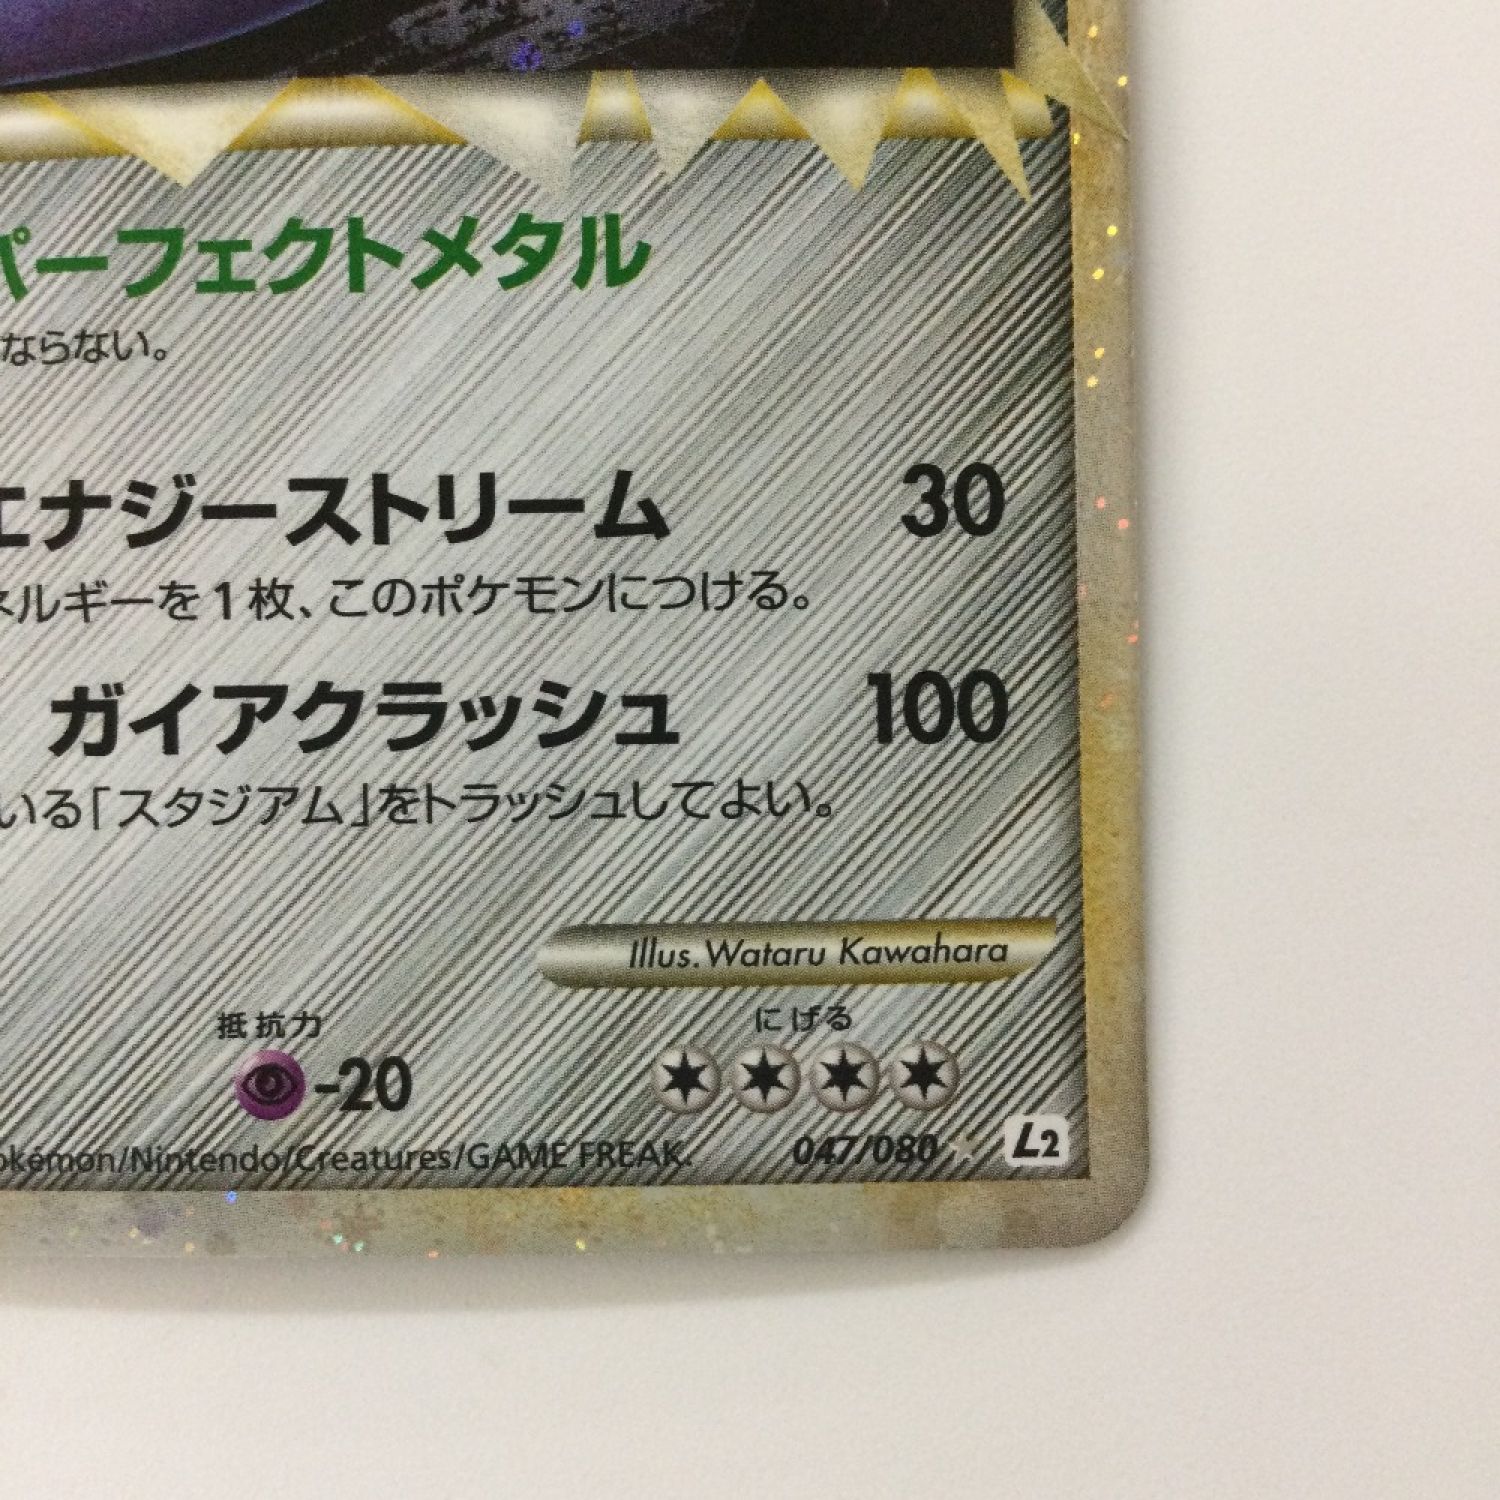 パーフェクトメタル
ならない。
エナジーストリーム 30
ネルギーを1枚、このポケモンにつける。
ガイアクラッシュ 100
いる「スタジアム」をトラッシュしてよい。
Illus. Wataru Kawahara
抵抗力 にげる
-20
okémon/Nintendo/Creatures/GAME FREAK.
047/080 ★ L2